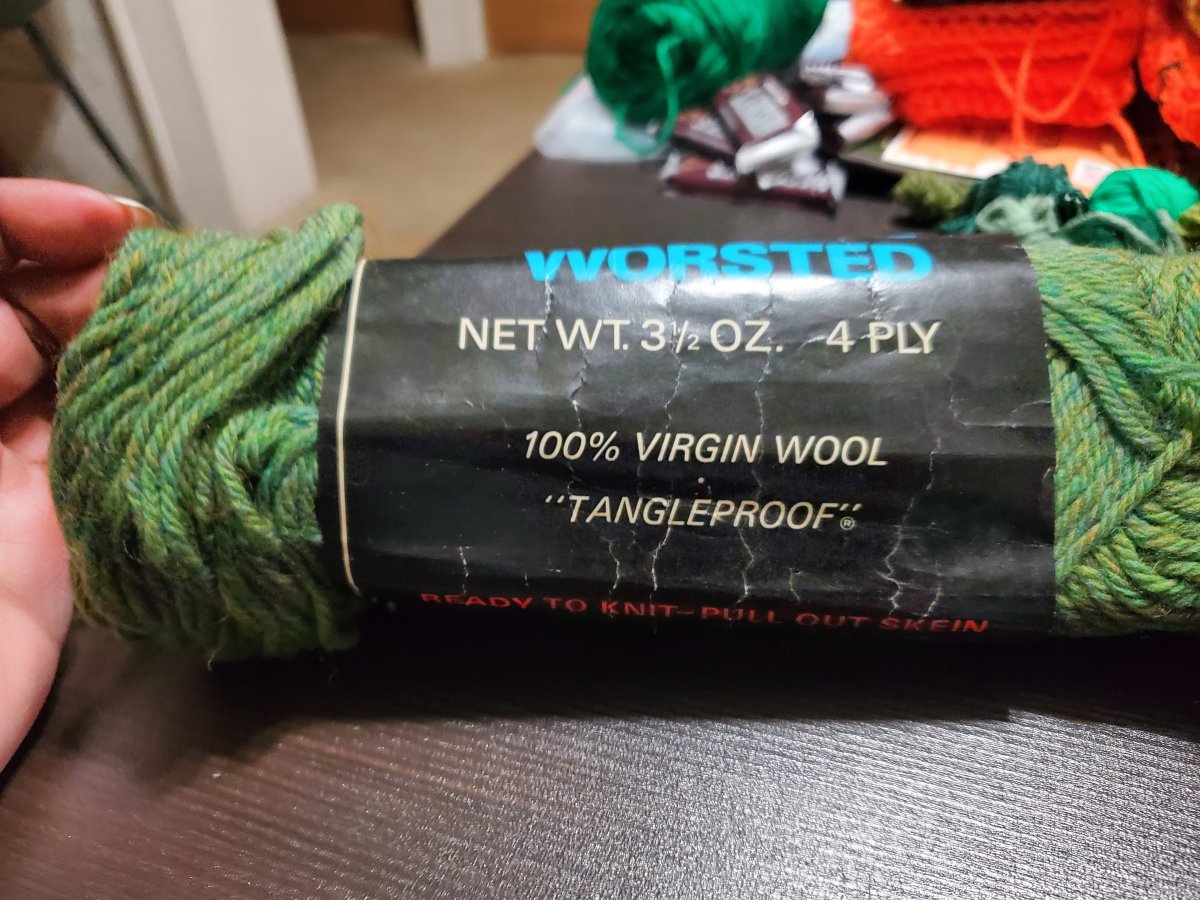 WORSTED
NET WT. 3½ OZ. 4 PLY
100% VIRGIN WOOL
"TANGLEPROOF"®
READY TO KNIT–PULL OUT SKEIN